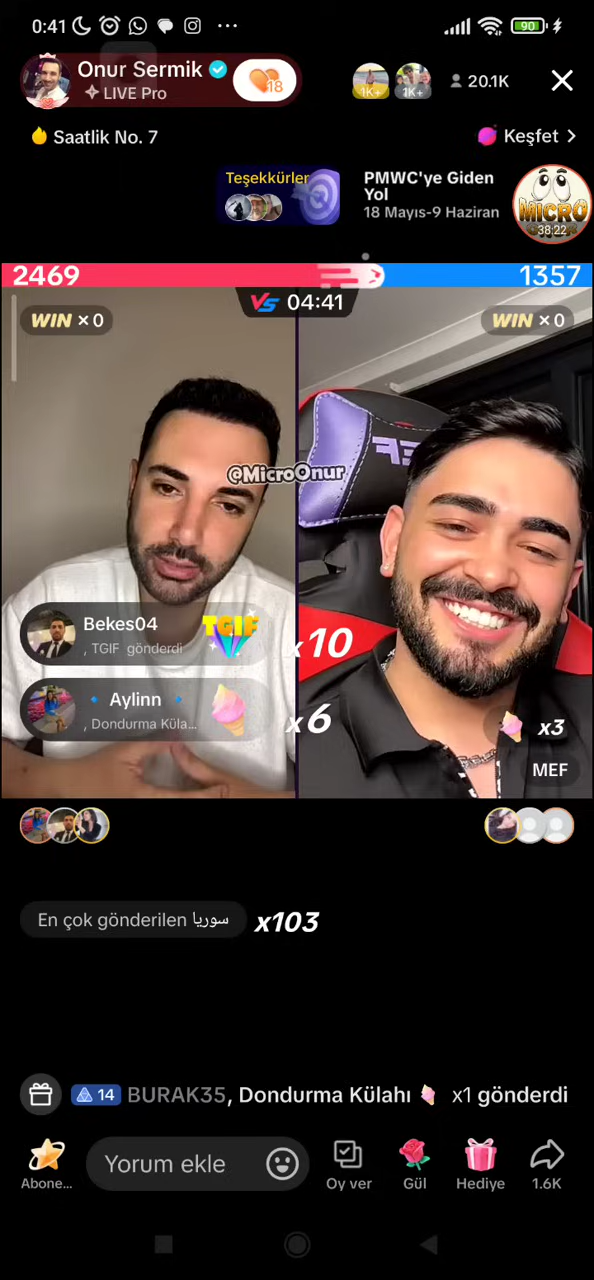 0:41
90
Onur Sermik
LIVE Pro
18
1K+
1K+
20.1K
Saatlik No. 7
Keşfet
Teşekkürler
PMWC'ye Giden
Yol
18 Mayıs-9 Haziran
MiCRO
38:22
2469
1357
VS 04:41
WIN × 0
WIN × 0
@MicroOnur
Bekes04
, TGIF gönderdi
TGIF
x10
Aylinn
, Dondurma Küla...
x6
x3
MEF
En çok gönderilen سوريا x103
14 BURAK35, Dondurma Külahı x1 gönderdi
Abone...
Yorum ekle
Oy ver
Gül
Hediye
1.6K